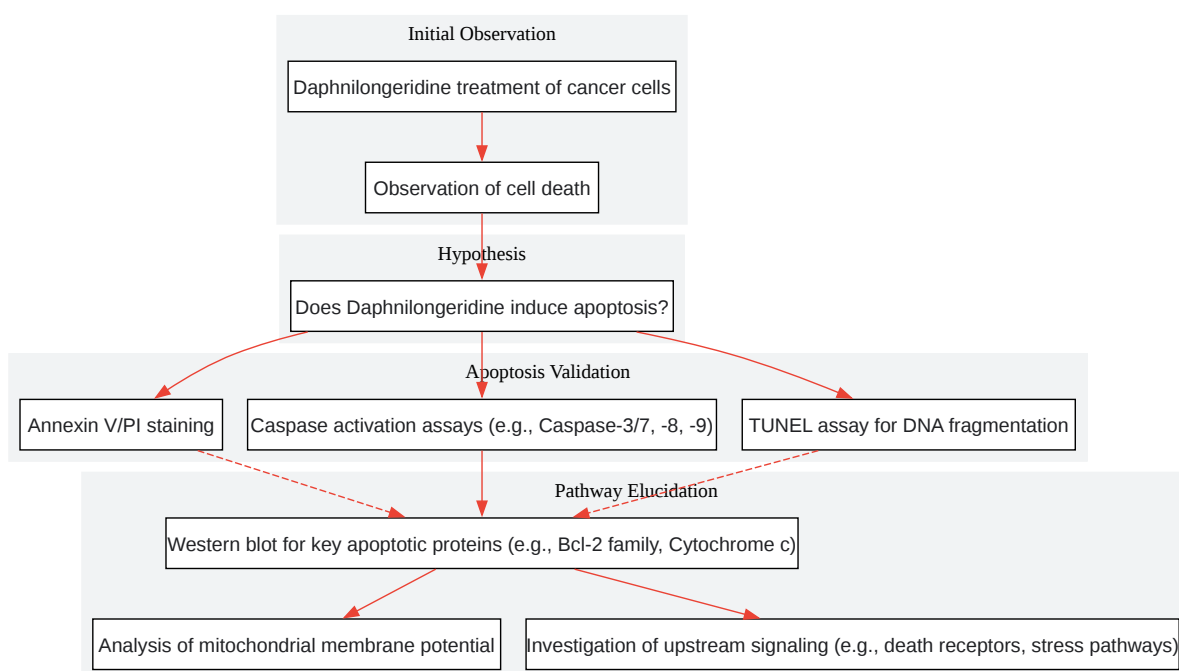 Initial Observation
Daphnilongeridine treatment of cancer cells
Observation of cell death
Hypothesis
Does Daphnilongeridine induce apoptosis?
Apoptosis Validation
Annexin V/PI staining
Caspase activation assays (e.g., Caspase-3/7, -8, -9)
TUNEL assay for DNA fragmentation
Pathway Elucidation
Western blot for key apoptotic proteins (e.g., Bcl-2 family, Cytochrome c)
Analysis of mitochondrial membrane potential
Investigation of upstream signaling (e.g., death receptors, stress pathways)